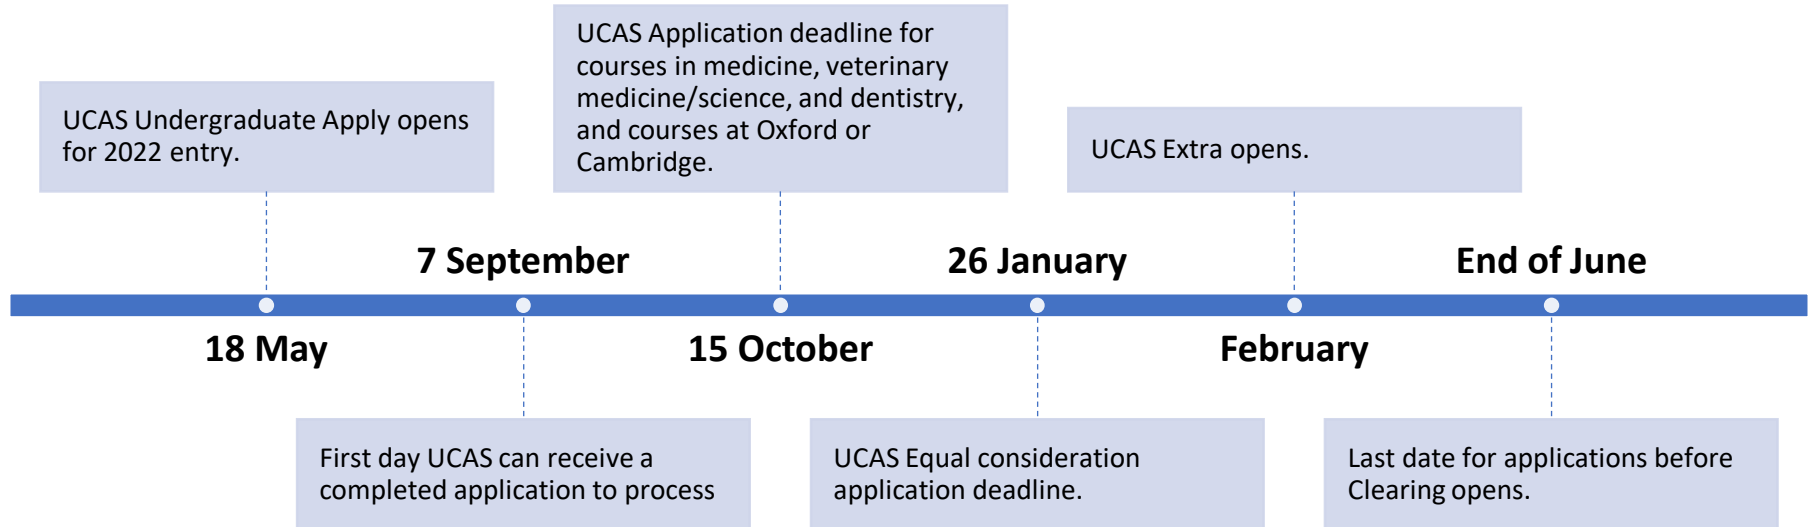 UCAS Undergraduate Apply opens
for 2022 entry.
UCAS Application deadline for
courses in medicine, veterinary
medicine/science, and dentistry,
and courses at Oxford or
Cambridge.
UCAS Extra opens.
7 September
26 January
End of June
18 May
15 October
February
First day UCAS can receive a
completed application to process
UCAS Equal consideration
application deadline.
Last date for applications before
Clearing opens.